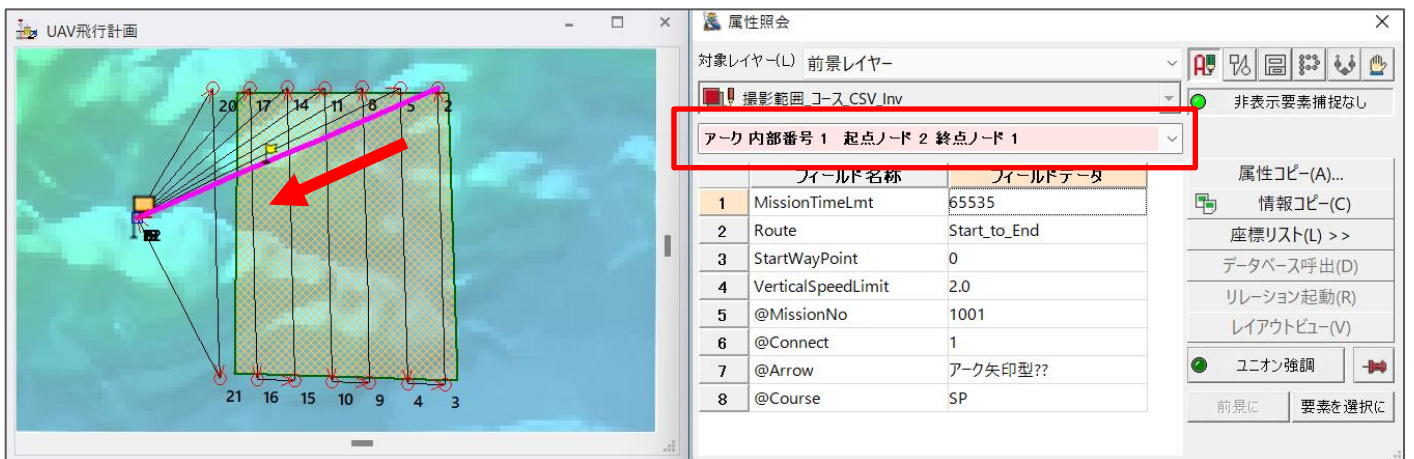 UAV飛行計画
20 17 14 11 8 5 2
21 16 15 10 9 4 3
属性照会
対象レイヤー(L) 前景レイヤー
撮影範囲_コース_CSV_Inv
非表示要素捕捉なし
アーク 内部番号 1 起点ノード 2 終点ノード 1
フィールド名称 フィールドデータ
1 MissionTimeLmt 65535
2 Route Start_to_End
3 StartWayPoint 0
4 VerticalSpeedLimit 2.0
5 @MissionNo 1001
6 @Connect 1
7 @Arrow アーク矢印型??
8 @Course SP
属性コピー(A)...
情報コピー(C)
座標リスト(L) >>
データベース呼出(D)
リレーション起動(R)
レイアウトビュー(V)
ユニオン強調
前景に 要素を選択に